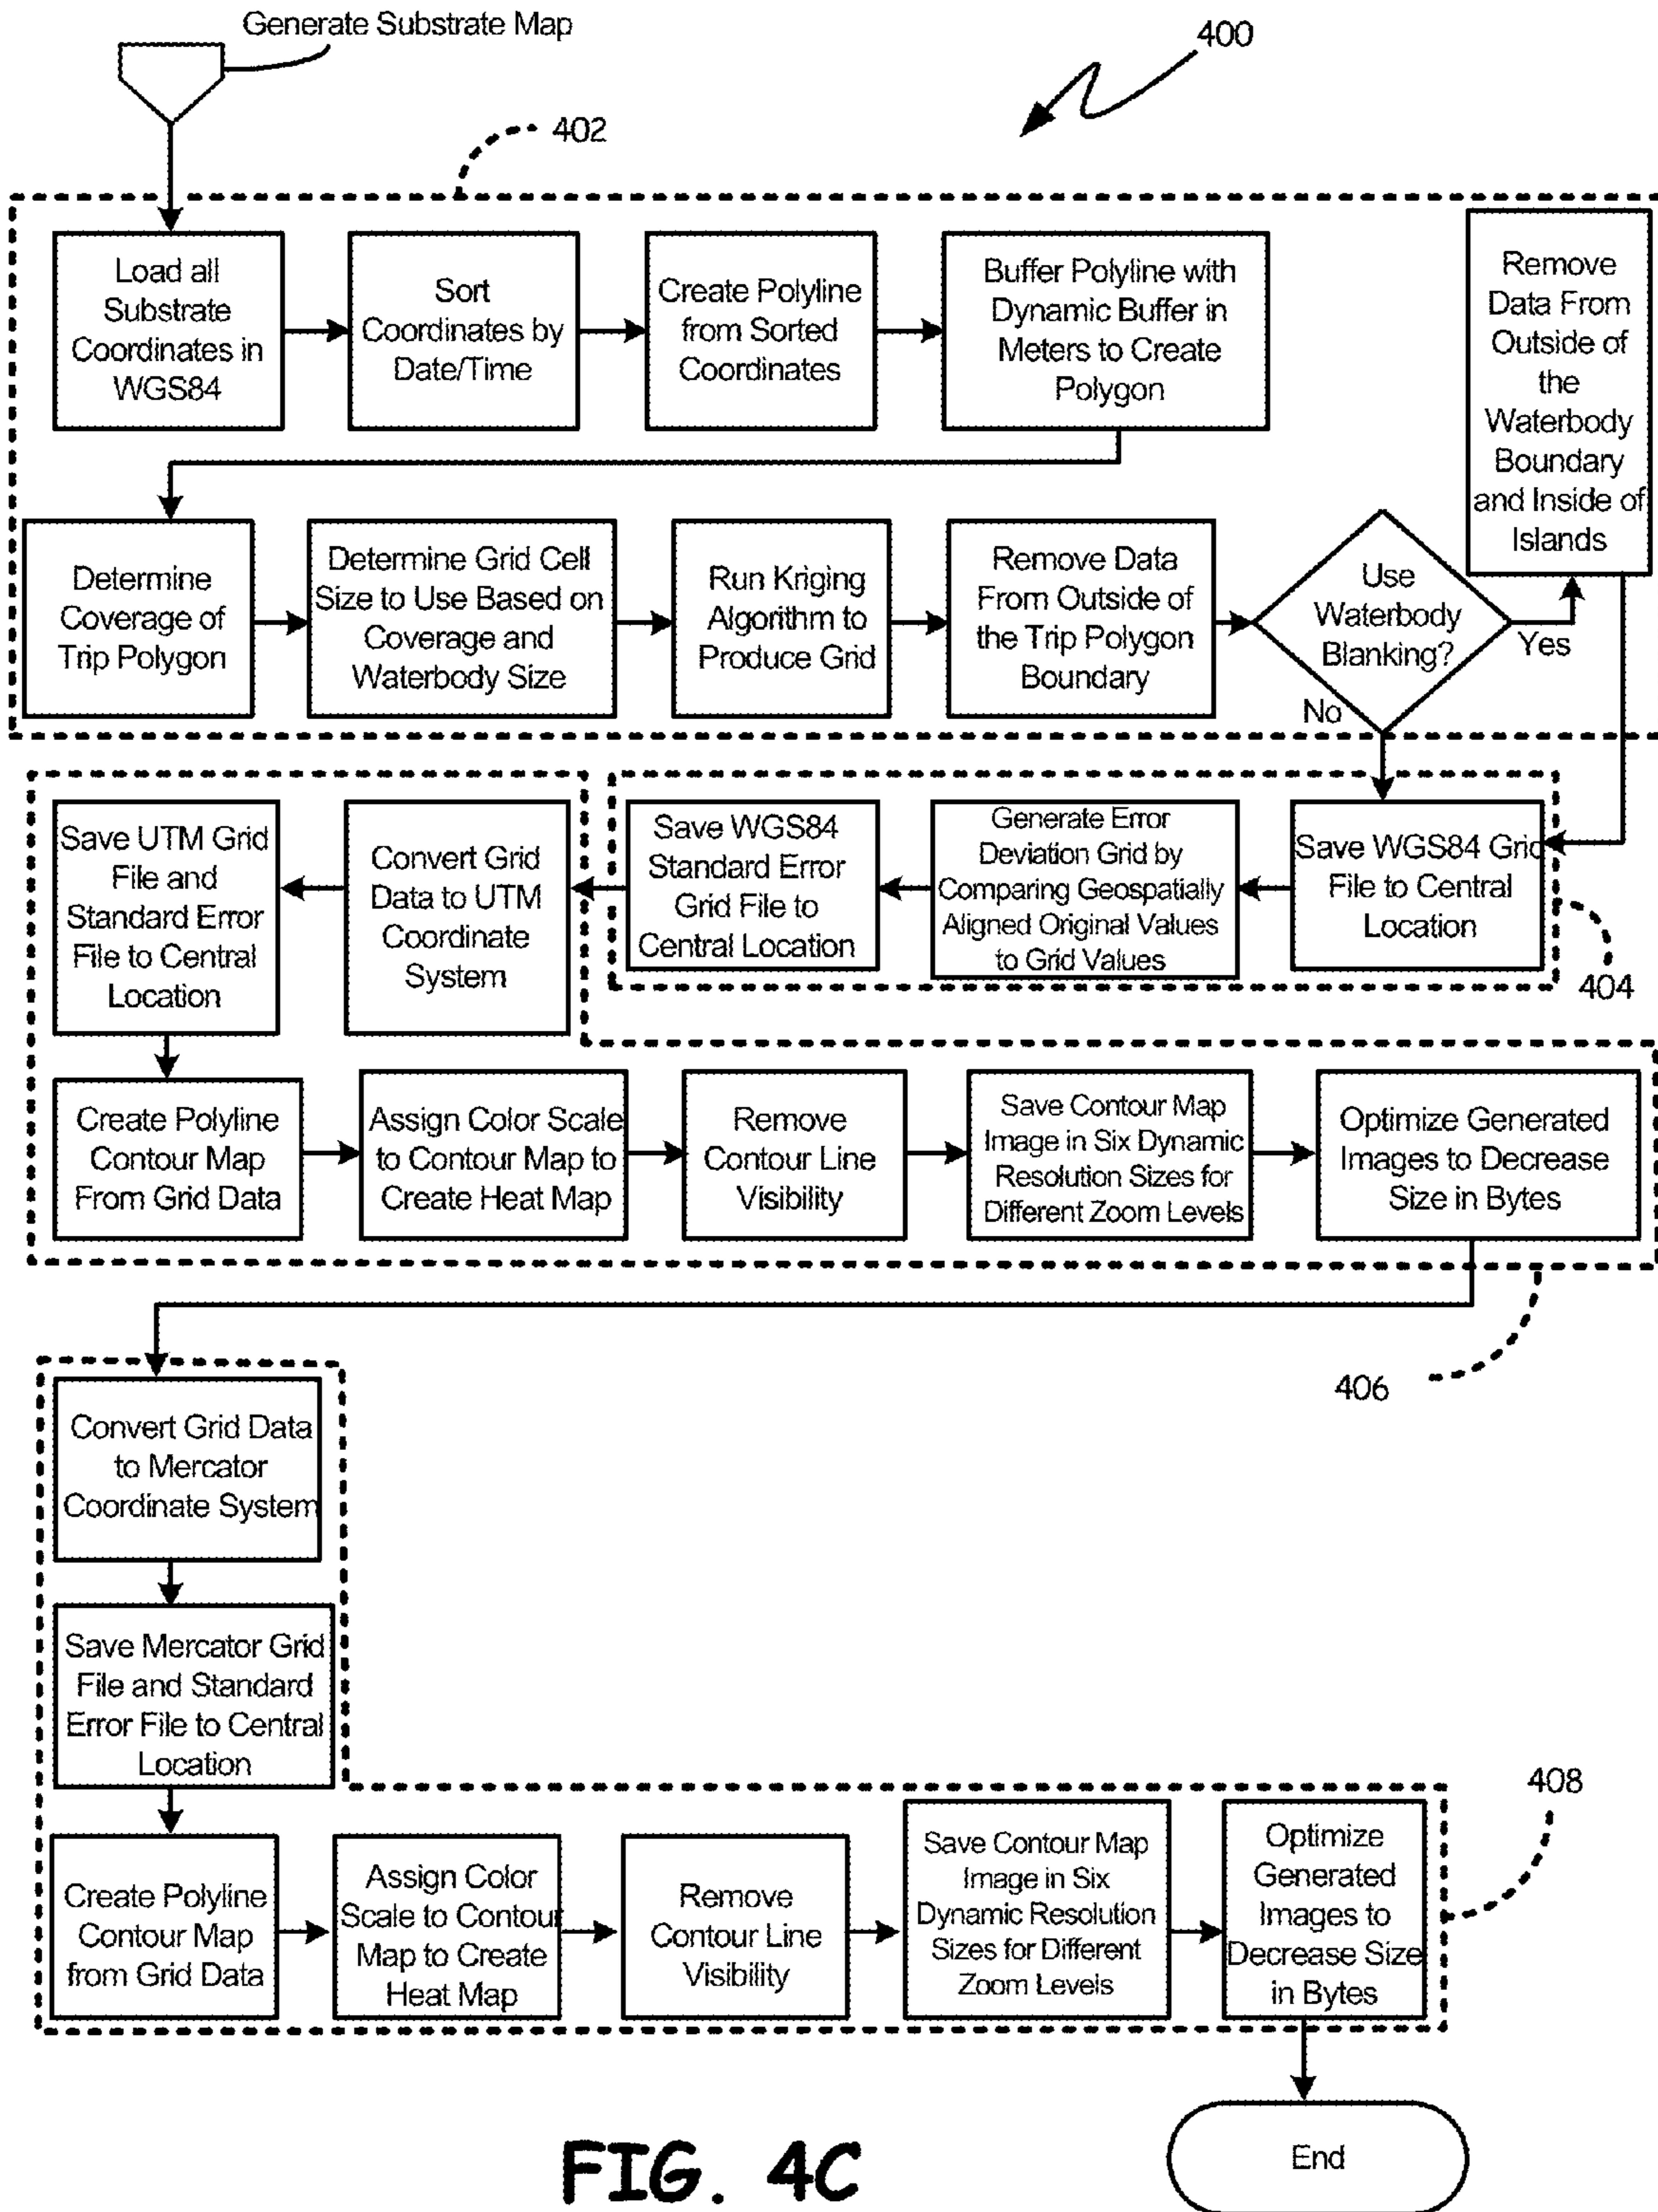 Generate Substrate Map
400
402
Load all
Substrate
Coordinates in
WGS84
Sort
Coordinates by
Date/Time
Create Polyline
from Sorted
Coordinates
Buffer Polyline with
Dynamic Buffer in
Meters to Create
Polygon
Remove
Data From
Outside of
the
Waterbody
Boundary
and Inside of
Islands
Determine
Coverage of
Trip Polygon
Determine Grid Cell
Size to Use Based on
Coverage and
Waterbody Size
Run Kriging
Algorithm to
Produce Grid
Remove Data
From Outside of
the Trip Polygon
Boundary
Use
Waterbody
Blanking?
Yes
No
Save WGS84 Grid
File to Central
Location
Generate Error
Deviation Grid by
Comparing Geospatially
Aligned Original Values
to Grid Values
Save WGS84
Standard Error
Grid File to
Central Location
404
Convert Grid
Data to UTM
Coordinate
System
Save UTM Grid
File and
Standard Error
File to Central
Location
Create Polyline
Contour Map
From Grid Data
Assign Color Scale
to Contour Map to
Create Heat Map
Remove
Contour Line
Visibility
Save Contour Map
Image in Six Dynamic
Resolution Sizes for
Different Zoom Levels
Optimize Generated
Images to Decrease
Size in Bytes
406
Convert Grid Data
to Mercator
Coordinate System
Save Mercator Grid
File and Standard
Error File to Central
Location
Create Polyline
Contour Map
from Grid Data
Assign Color
Scale to Contour
Map to Create
Heat Map
Remove
Contour Line
Visibility
Save Contour Map
Image in Six
Dynamic Resolution
Sizes for Different
Zoom Levels
Optimize
Generated
Images to
Decrease Size
in Bytes
408
End
FIG. 4C